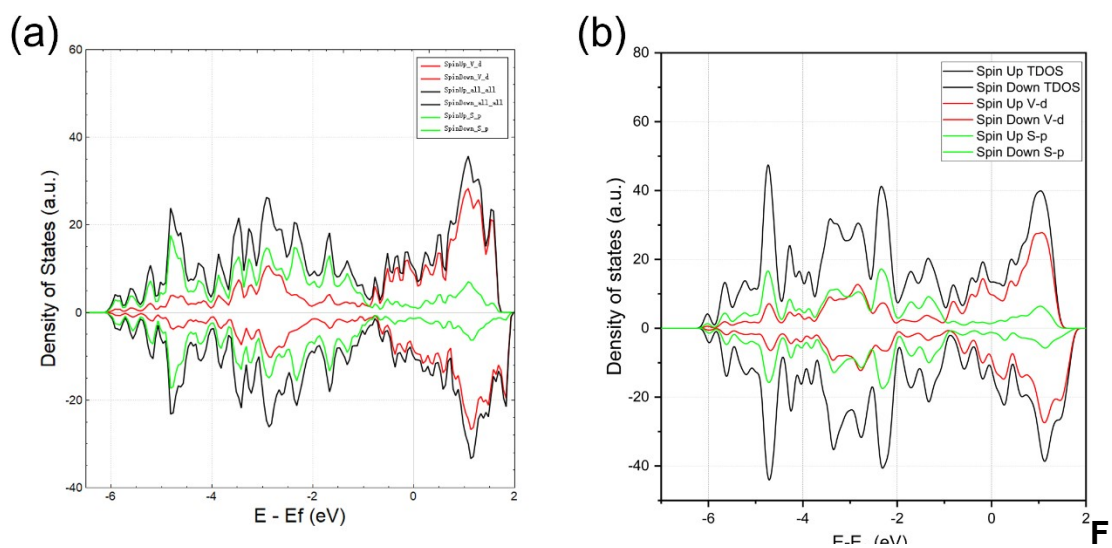 (a)
60
SpinUp_V_d
SpinDown_V_d
SpinUp_all_all
SpinDown_all_all
SpinUp_S_p
SpinDown_S_p
40
20
0
-20
-40
Density of States (a.u.)
-6 -4 -2 0 2
E - Ef (eV)
(b)
80
Spin Up TDOS
Spin Down TDOS
Spin Up V-d
Spin Down V-d
Spin Up S-p
Spin Down S-p
60
40
20
0
-20
-40
Density of states (a.u.)
-6 -4 -2 0 2
E-E (eV)
F